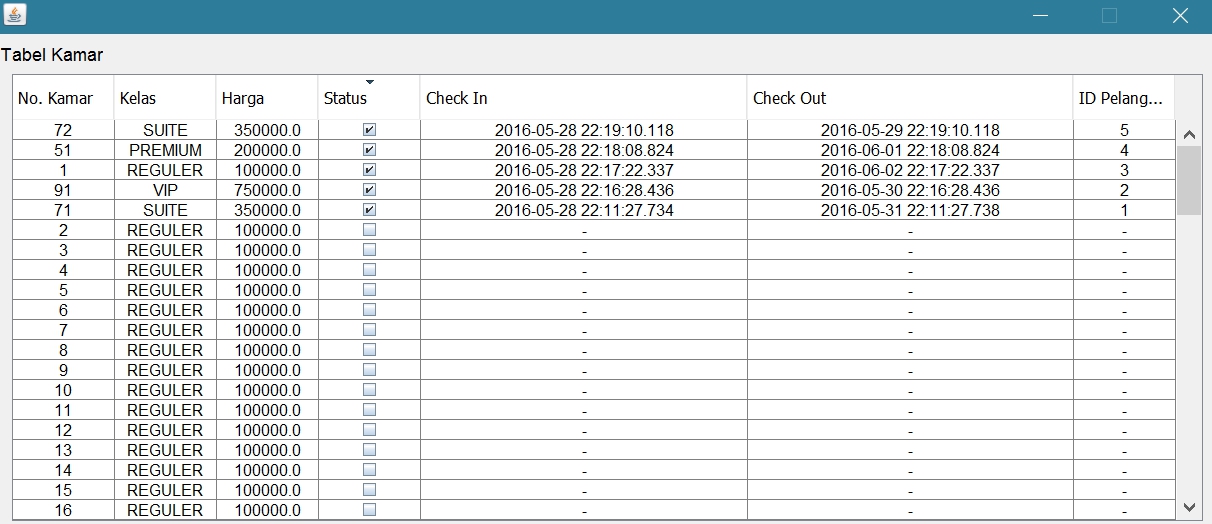 Tabel Kamar
No. Kamar Kelas Harga Status Check In Check Out ID Pelang...
72 SUITE 350000.0 2016-05-28 22:19:10.118 2016-05-29 22:19:10.118 5
51 PREMIUM 200000.0 2016-05-28 22:18:08.824 2016-06-01 22:18:08.824 4
1 REGULER 100000.0 2016-05-28 22:17:22.337 2016-06-02 22:17:22.337 3
91 VIP 750000.0 2016-05-28 22:16:28.436 2016-05-30 22:16:28.436 2
71 SUITE 350000.0 2016-05-28 22:11:27.734 2016-05-31 22:11:27.738 1
2 REGULER 100000.0 - - -
3 REGULER 100000.0 - - -
4 REGULER 100000.0 - - -
5 REGULER 100000.0 - - -
6 REGULER 100000.0 - - -
7 REGULER 100000.0 - - -
8 REGULER 100000.0 - - -
9 REGULER 100000.0 - - -
10 REGULER 100000.0 - - -
11 REGULER 100000.0 - - -
12 REGULER 100000.0 - - -
13 REGULER 100000.0 - - -
14 REGULER 100000.0 - - -
15 REGULER 100000.0 - - -
16 REGULER 100000.0 - - -